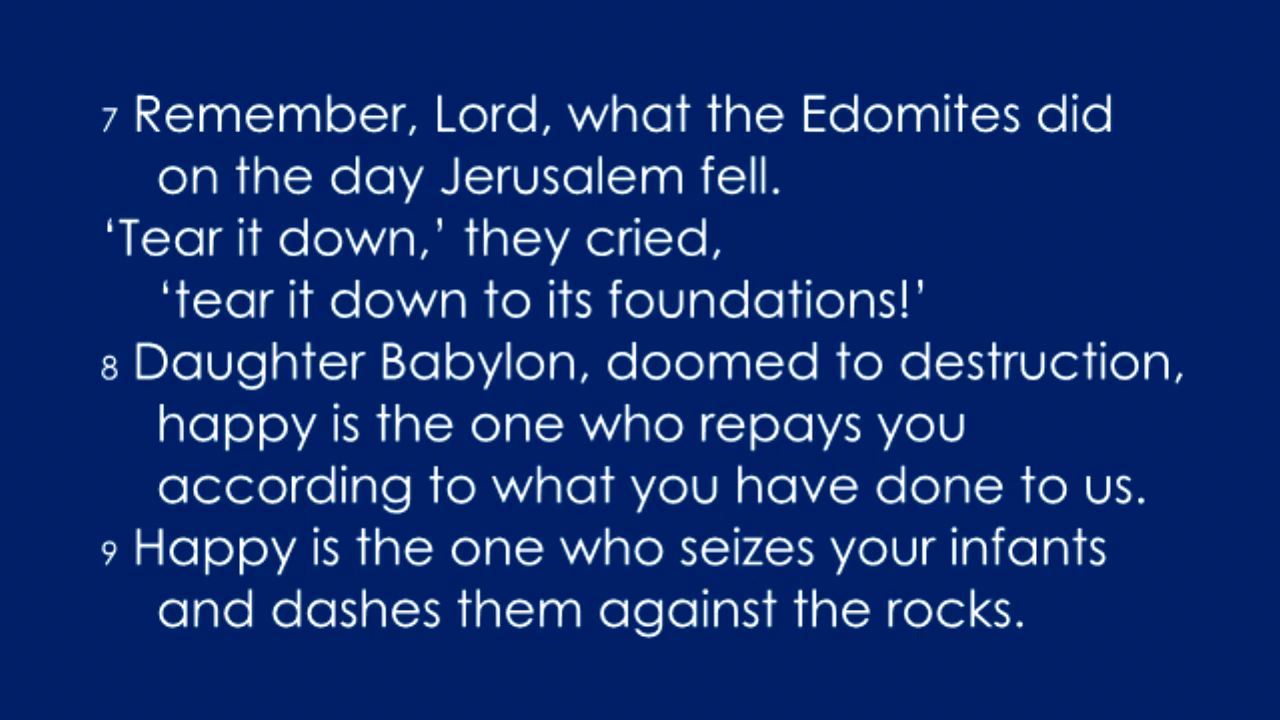 7 Remember, Lord, what the Edomites did
on the day Jerusalem fell.
‘Tear it down,’ they cried,
‘tear it down to its foundations!’
8 Daughter Babylon, doomed to destruction,
happy is the one who repays you
according to what you have done to us.
9 Happy is the one who seizes your infants
and dashes them against the rocks.